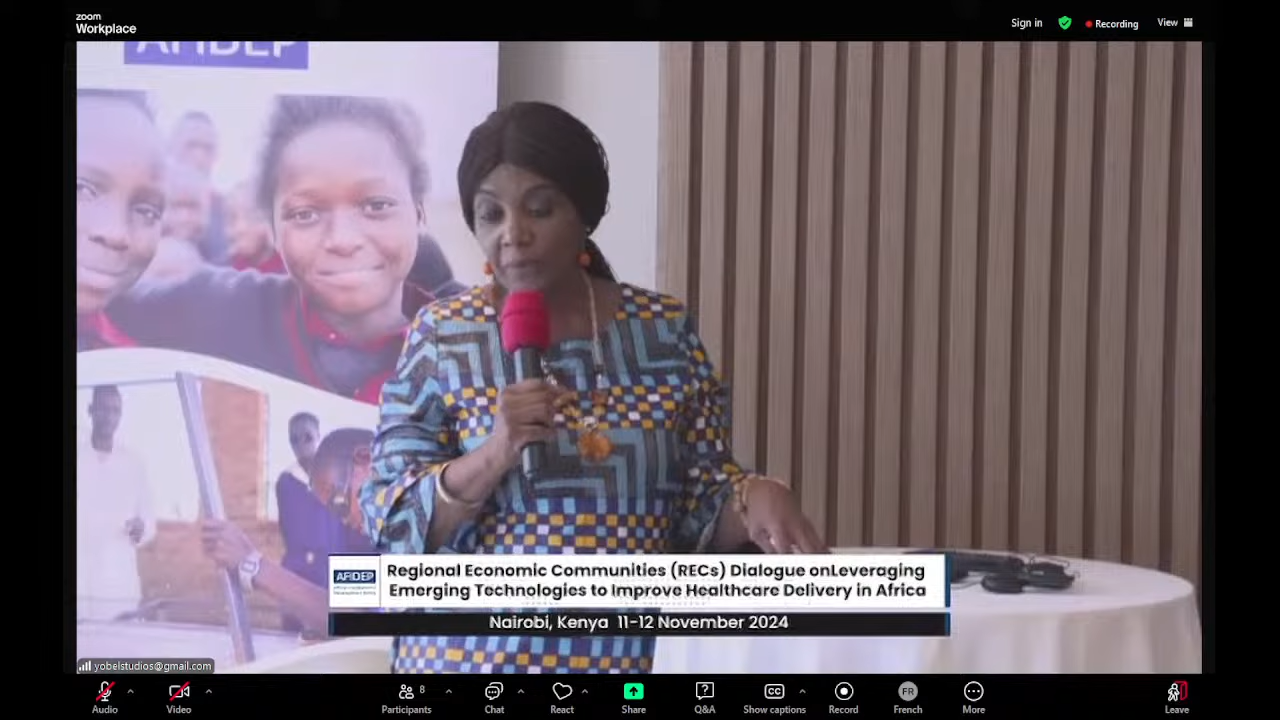 zoom
Workplace
Sign in
Recording
View
AFIDEP
AFIDEP
Regional Economic Communities (RECs) Dialogue onLeveraging
Emerging Technologies to Improve Healthcare Delivery in Africa
Nairobi, Kenya 11-12 November 2024
yobelstudios@gmail.com
8
CC
FR
Audio
Video
Participants
Chat
React
Share
Q&A
Show captions
Record
French
More
Leave